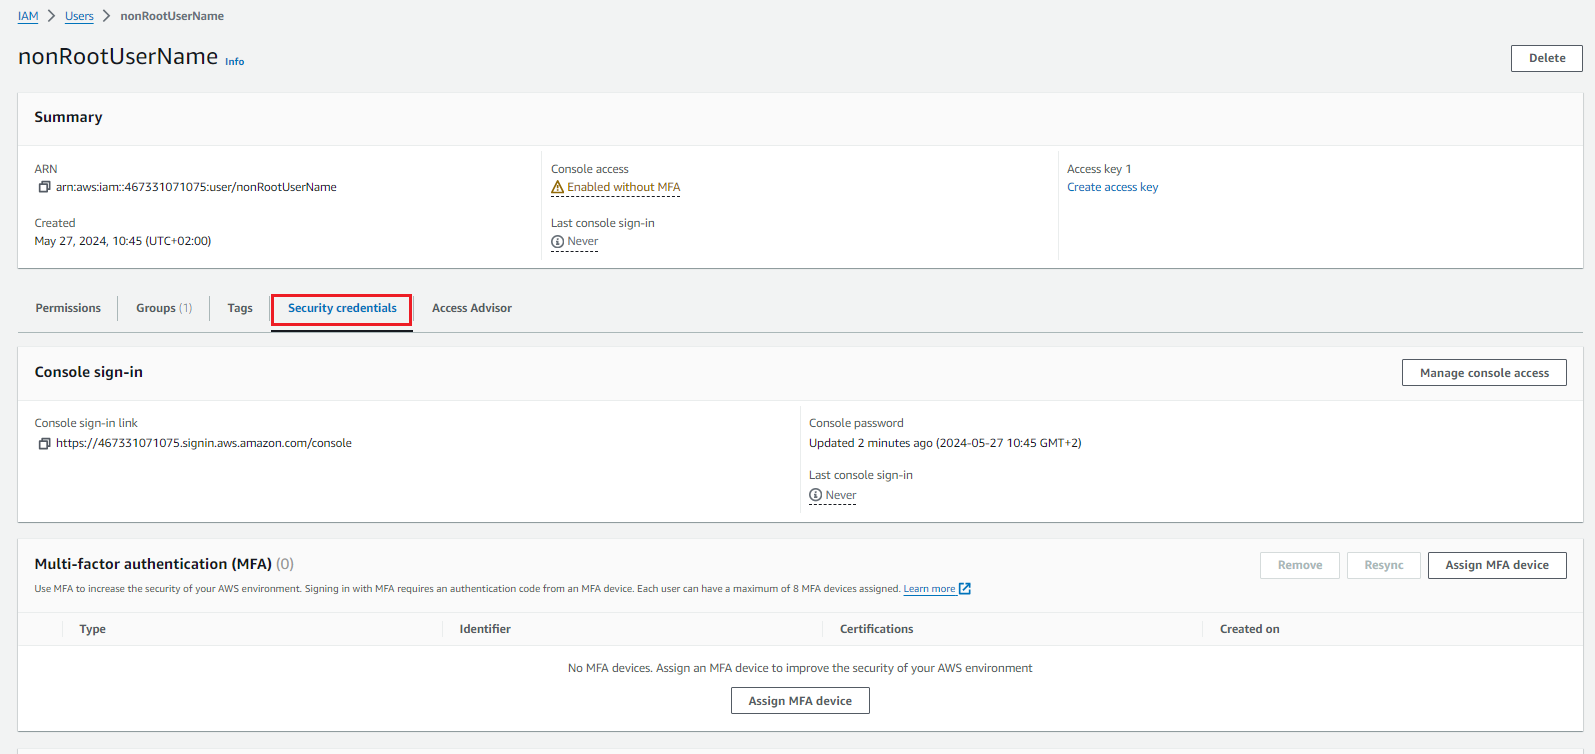 IAM > Users > nonRootUserName
nonRootUserName Info
Delete
Summary
ARN
arn:aws:iam::467331071075:user/nonRootUserName
Created
May 27, 2024, 10:45 (UTC+02:00)
Console access
Enabled without MFA
Last console sign-in
Never
Access key 1
Create access key
Permissions Groups (1) Tags Security credentials Access Advisor
Console sign-in
Manage console access
Console sign-in link
https://467331071075.signin.aws.amazon.com/console
Console password
Updated 2 minutes ago (2024-05-27 10:45 GMT+2)
Last console sign-in
Never
Multi-factor authentication (MFA) (0)
Remove Resync Assign MFA device
Use MFA to increase the security of your AWS environment. Signing in with MFA requires an authentication code from an MFA device. Each user can have a maximum of 8 MFA devices assigned. Learn more
Type Identifier Certifications Created on
No MFA devices. Assign an MFA device to improve the security of your AWS environment
Assign MFA device